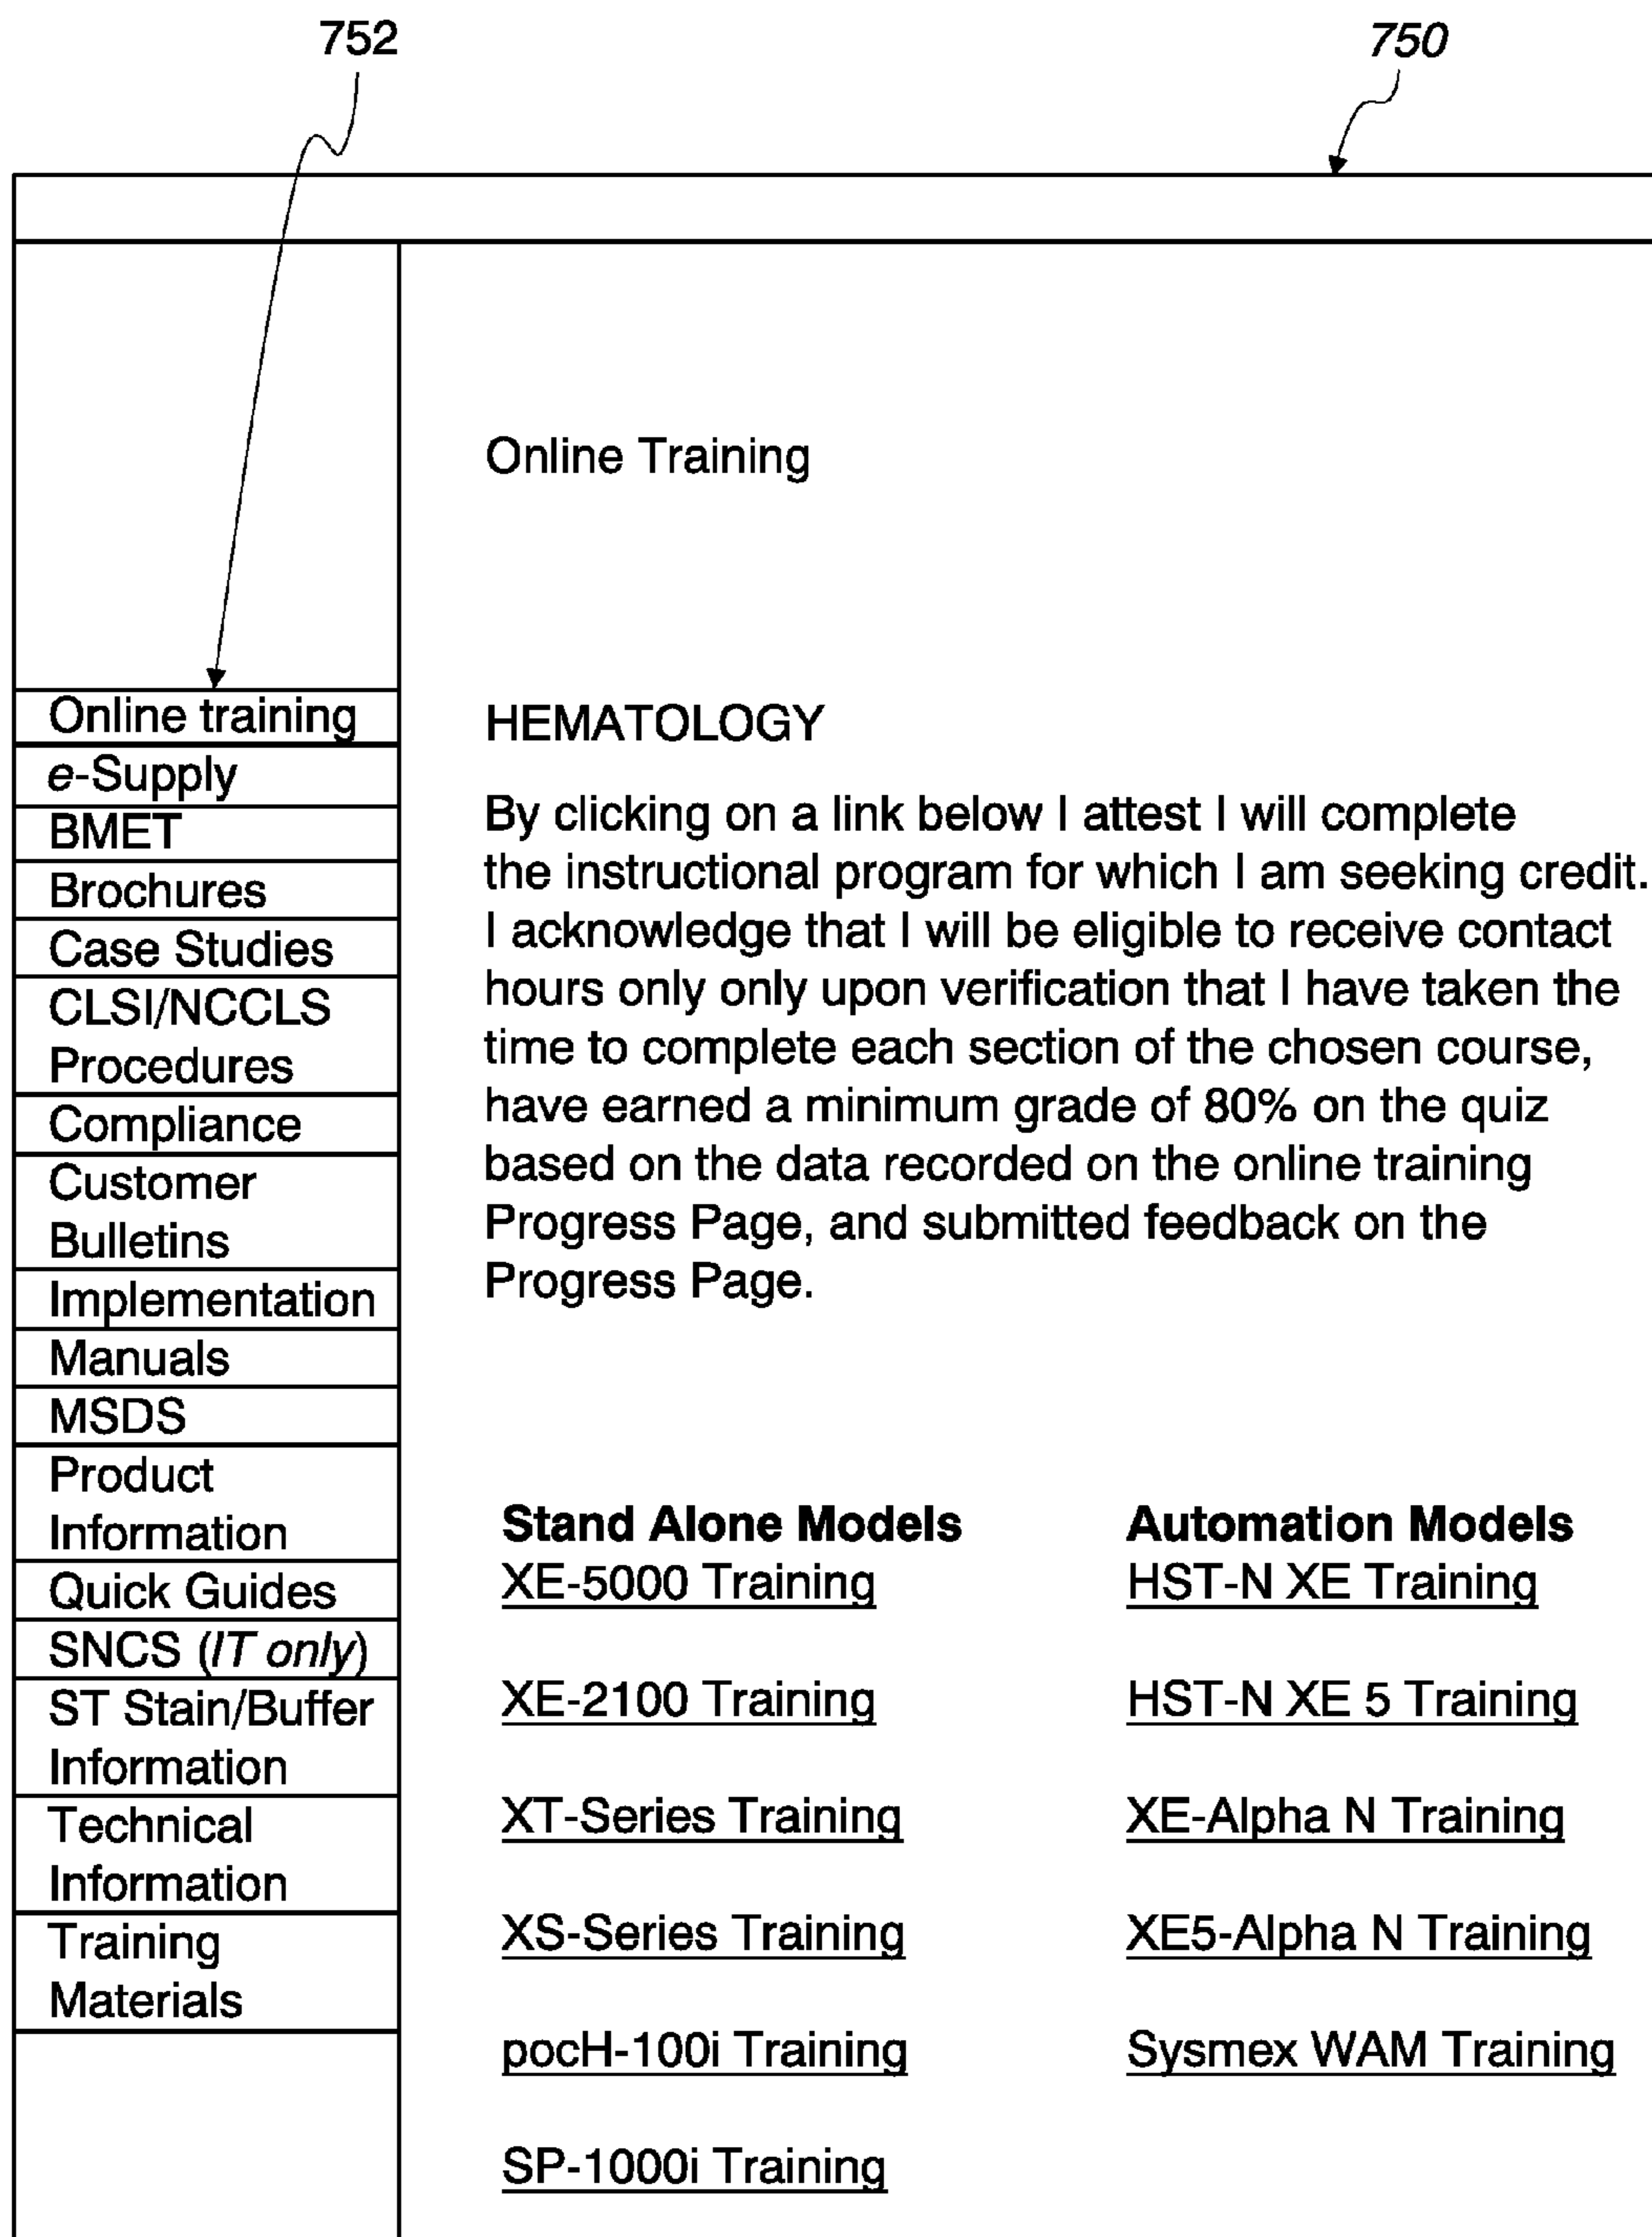 752
750
Online training
e-Supply
BMET
Brochures
Case Studies
CLSI/NCCLS
Procedures
Compliance
Customer
Bulletins
Implementation
Manuals
MSDS
Product
Information
Quick Guides
SNCS (IT only)
ST Stain/Buffer
Information
Technical
Information
Training
Materials
Online Training
HEMATOLOGY
By clicking on a link below I attest I will complete
the instructional program for which I am seeking credit.
I acknowledge that I will be eligible to receive contact
hours only only upon verification that I have taken the
time to complete each section of the chosen course,
have earned a minimum grade of 80% on the quiz
based on the data recorded on the online training
Progress Page, and submitted feedback on the
Progress Page.
Stand Alone Models
XE-5000 Training
XE-2100 Training
XT-Series Training
XS-Series Training
pocH-100i Training
SP-1000i Training
Automation Models
HST-N XE Training
HST-N XE 5 Training
XE-Alpha N Training
XE5-Alpha N Training
Sysmex WAM Training